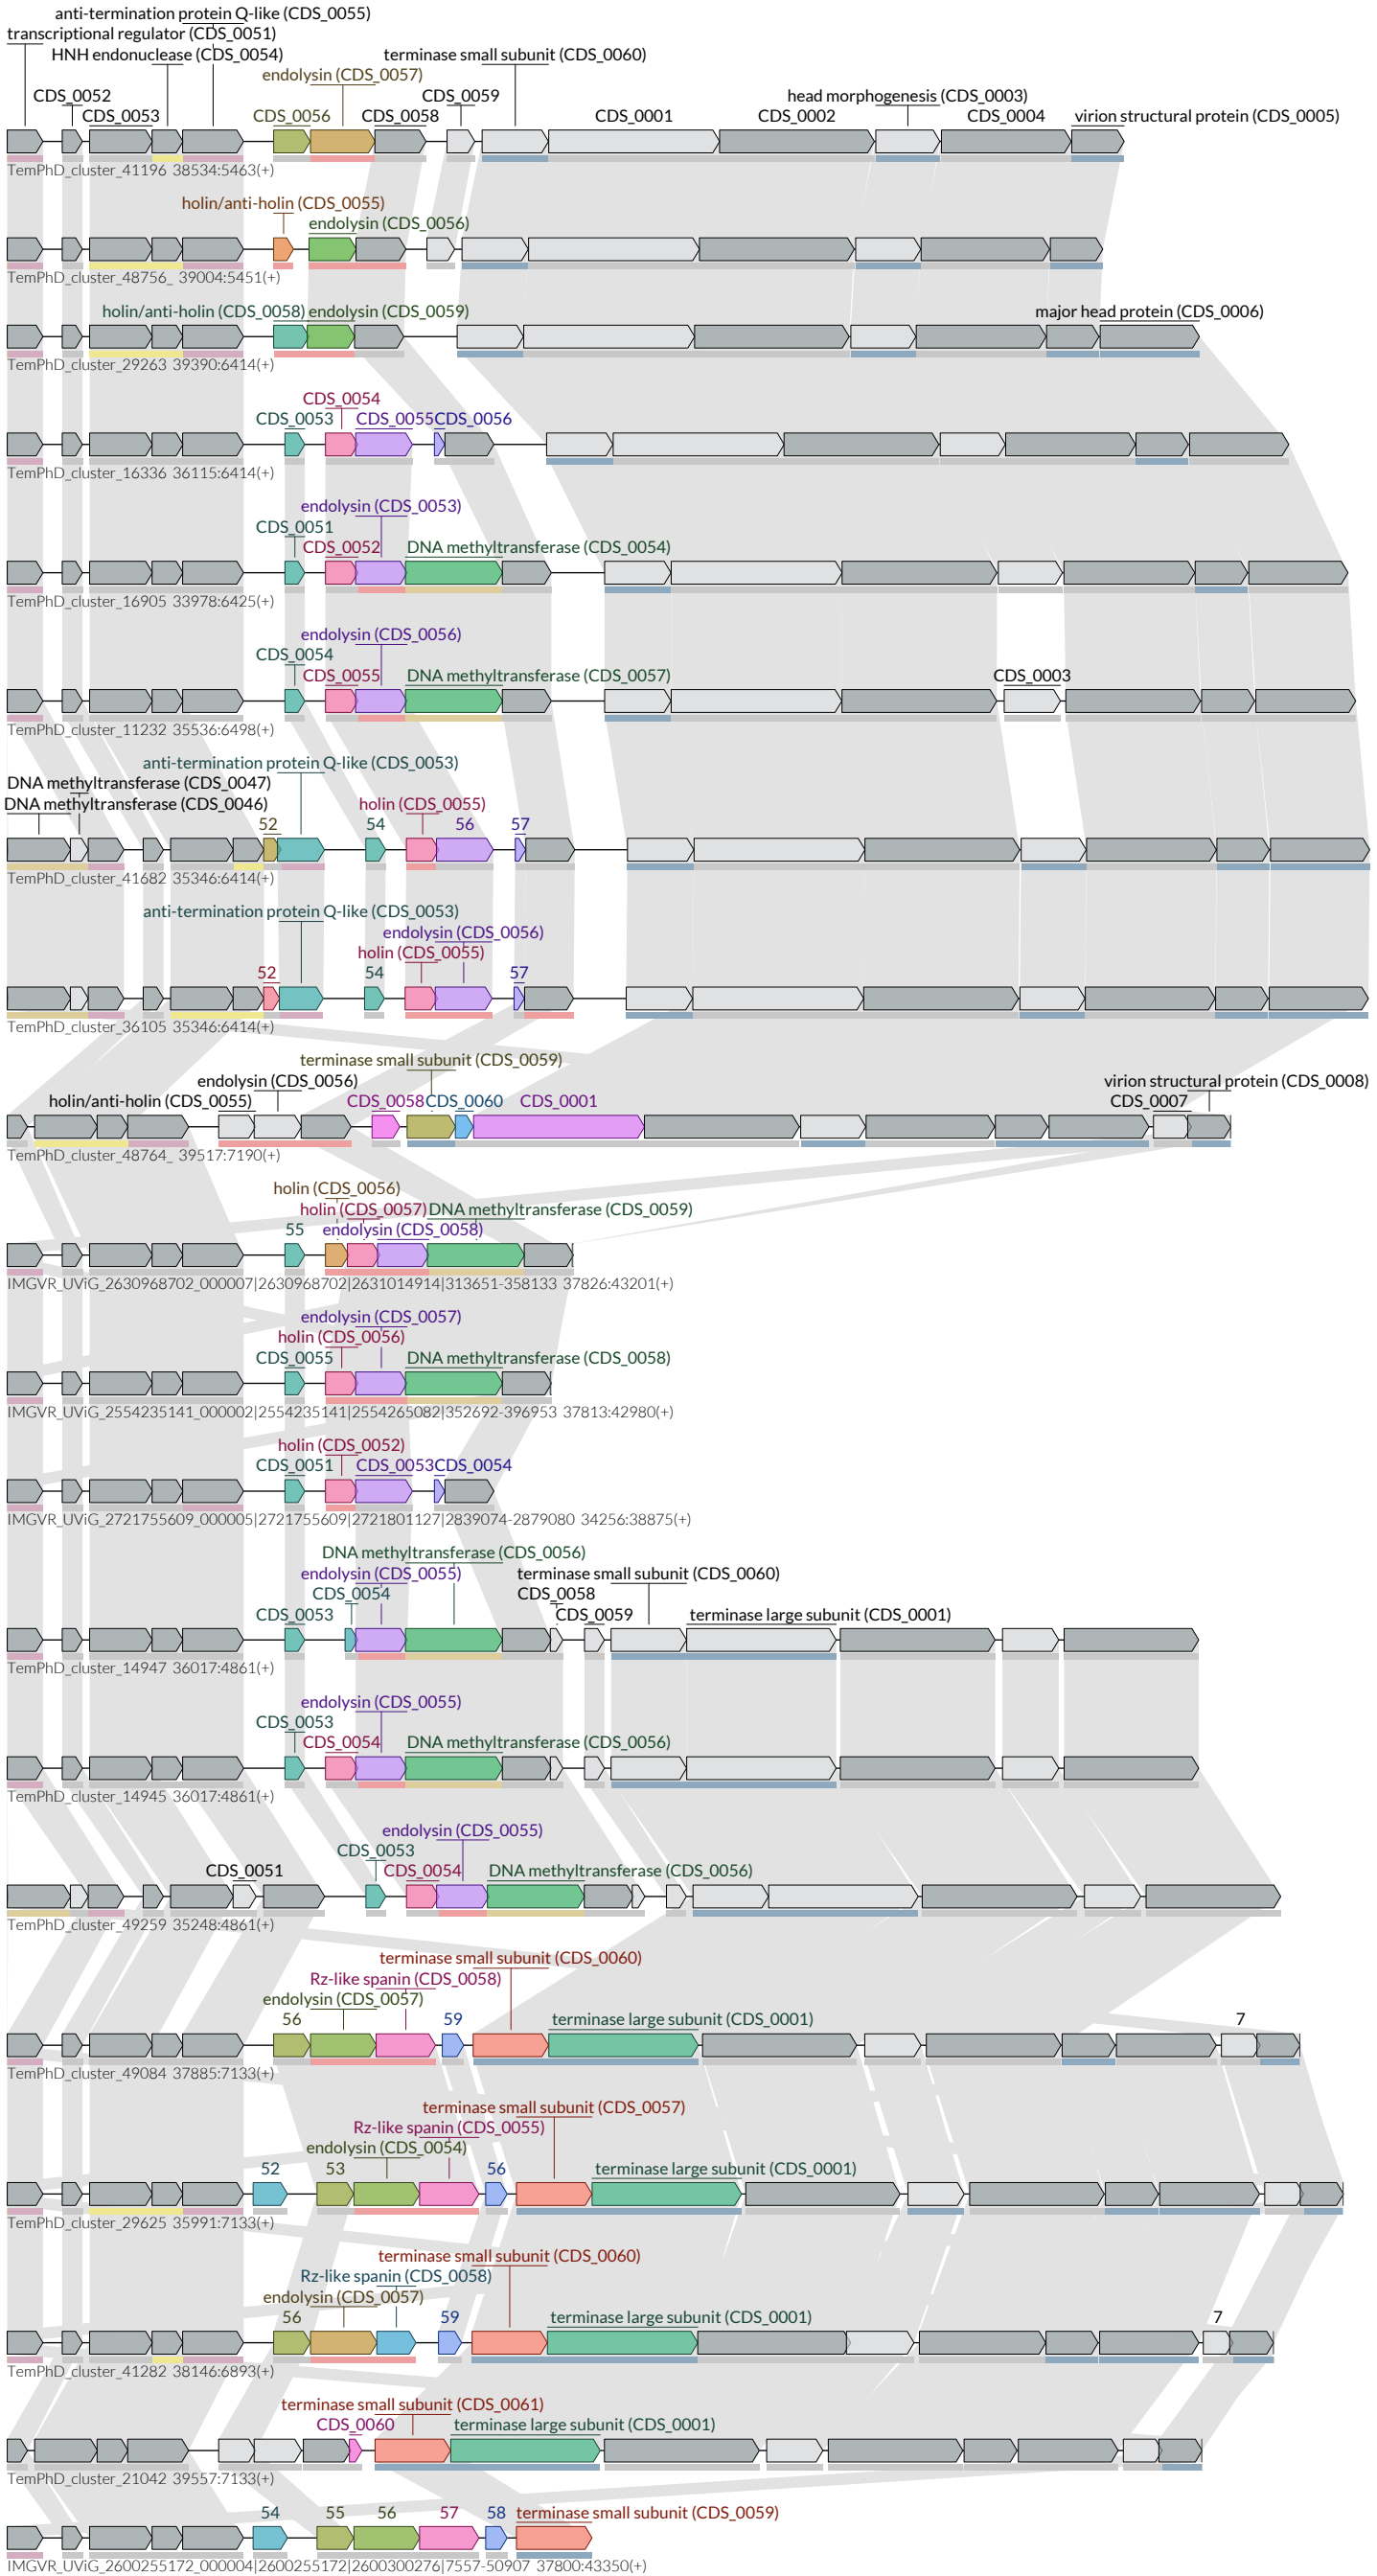 anti-termination protein Q-like (CDS_0055)
transcriptional regulator (CDS_0051)
HNH endonuclease (CDS_0054) terminase small subunit (CDS_0060)
endolysin (CDS_0057)
CDS_0052 CDS_0059 head morphogenesis (CDS_0003)
CDS_0053 CDS_0056 CDS_0058 CDS_0001 CDS_0002 CDS_0004 virion structural protein (CDS_0005)
TemPhD_cluster_41196 38534:5463(+)
holin/anti-holin (CDS_0055)
endolysin (CDS_0056)
TemPhD_cluster_48756_ 39004:5451(+)
holin/anti-holin (CDS_0058) endolysin (CDS_0059) major head protein (CDS_0006)
TemPhD_cluster_29263 39390:6414(+)
CDS_0054
CDS_0053 CDS_0055 CDS_0056
TemPhD_cluster_16336 36115:6414(+)
endolysin (CDS_0053)
CDS_0051
CDS_0052 DNA methyltransferase (CDS_0054)
TemPhD_cluster_16905 33978:6425(+)
endolysin (CDS_0056)
CDS_0054
CDS_0055 DNA methyltransferase (CDS_0057) CDS_0003
TemPhD_cluster_11232 35536:6498(+)
anti-termination protein Q-like (CDS_0053)
DNA methyltransferase (CDS_0047)
DNA methyltransferase (CDS_0046) holin (CDS_0055)
52 54 56 57
TemPhD_cluster_41682 35346:6414(+)
anti-termination protein Q-like (CDS_0053)
endolysin (CDS_0056)
holin (CDS_0055)
52 54 57
TemPhD_cluster_36105 35346:6414(+)
terminase small subunit (CDS_0059)
endolysin (CDS_0056) virion structural protein (CDS_0008)
holin/anti-holin (CDS_0055) CDS_0058 CDS_0060 CDS_0001 CDS_0007
TemPhD_cluster_48764_ 39517:7190(+)
holin (CDS_0056)
holin (CDS_0057) DNA methyltransferase (CDS_0059)
55 endolysin (CDS_0058)
IMGVR_UViG_2630968702_000007|2630968702|2631014914|313651-358133 37826:43201(+)
endolysin (CDS_0057)
holin (CDS_0056)
CDS_0055 DNA methyltransferase (CDS_0058)
IMGVR_UViG_2554235141_000002|2554235141|2554265082|352692-396953 37813:42980(+)
holin (CDS_0052)
CDS_0051 CDS_0053 CDS_0054
IMGVR_UViG_2721755609_000005|2721755609|2721801127|2839074-2879080 34256:38875(+)
DNA methyltransferase (CDS_0056)
endolysin (CDS_0055) terminase small subunit (CDS_0060)
CDS_0054 CDS_0058
CDS_0053 CDS_0059 terminase large subunit (CDS_0001)
TemPhD_cluster_14947 36017:4861(+)
endolysin (CDS_0055)
CDS_0053
CDS_0054 DNA methyltransferase (CDS_0056)
TemPhD_cluster_14945 36017:4861(+)
endolysin (CDS_0055)
CDS_0053
CDS_0051 CDS_0054 DNA methyltransferase (CDS_0056)
TemPhD_cluster_49259 35248:4861(+)
terminase small subunit (CDS_0060)
Rz-like spanin (CDS_0058)
endolysin (CDS_0057)
56 59 terminase large subunit (CDS_0001) 7
TemPhD_cluster_49084 37885:7133(+)
terminase small subunit (CDS_0057)
Rz-like spanin (CDS_0055)
endolysin (CDS_0054)
52 53 56 terminase large subunit (CDS_0001)
TemPhD_cluster_29625 35991:7133(+)
terminase small subunit (CDS_0060)
Rz-like spanin (CDS_0058)
endolysin (CDS_0057)
56 59 terminase large subunit (CDS_0001) 7
TemPhD_cluster_41282 38146:6893(+)
terminase small subunit (CDS_0061)
CDS_0060 terminase large subunit (CDS_0001)
TemPhD_cluster_21042 39557:7133(+)
54 55 56 57 58 terminase small subunit (CDS_0059)
IMGVR_UViG_2600255172_000004|2600255172|2600300276|7557-50907 37800:43350(+)